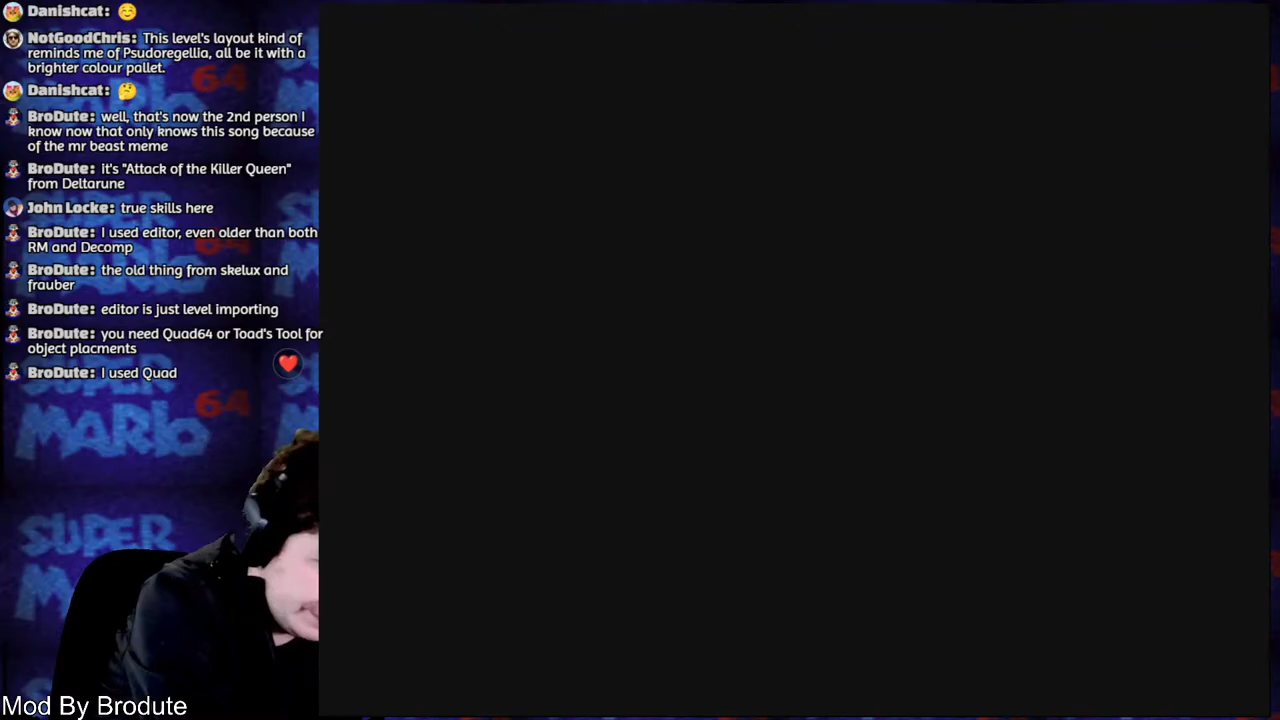 Danishcat: ☺️
NotGoodChris: This level's layout kind of
reminds me of Psudoregellia, all be it with a
brighter colour pallet.
Danishcat: 🤔
BroDute: well, that's now the 2nd person I
know now that only knows this song because
of the mr beast meme
BroDute: it's "Attack of the Killer Queen"
from Deltarune
John Locke: true skills here
BroDute: I used editor, even older than both
RM and Decomp
BroDute: the old thing from skelux and
frauber
BroDute: editor is just level importing
BroDute: you need Quad64 or Toad's Tool for
object placments
BroDute: I used Quad
SUPER
MARIO 64
SUPER
Mod By Brodute